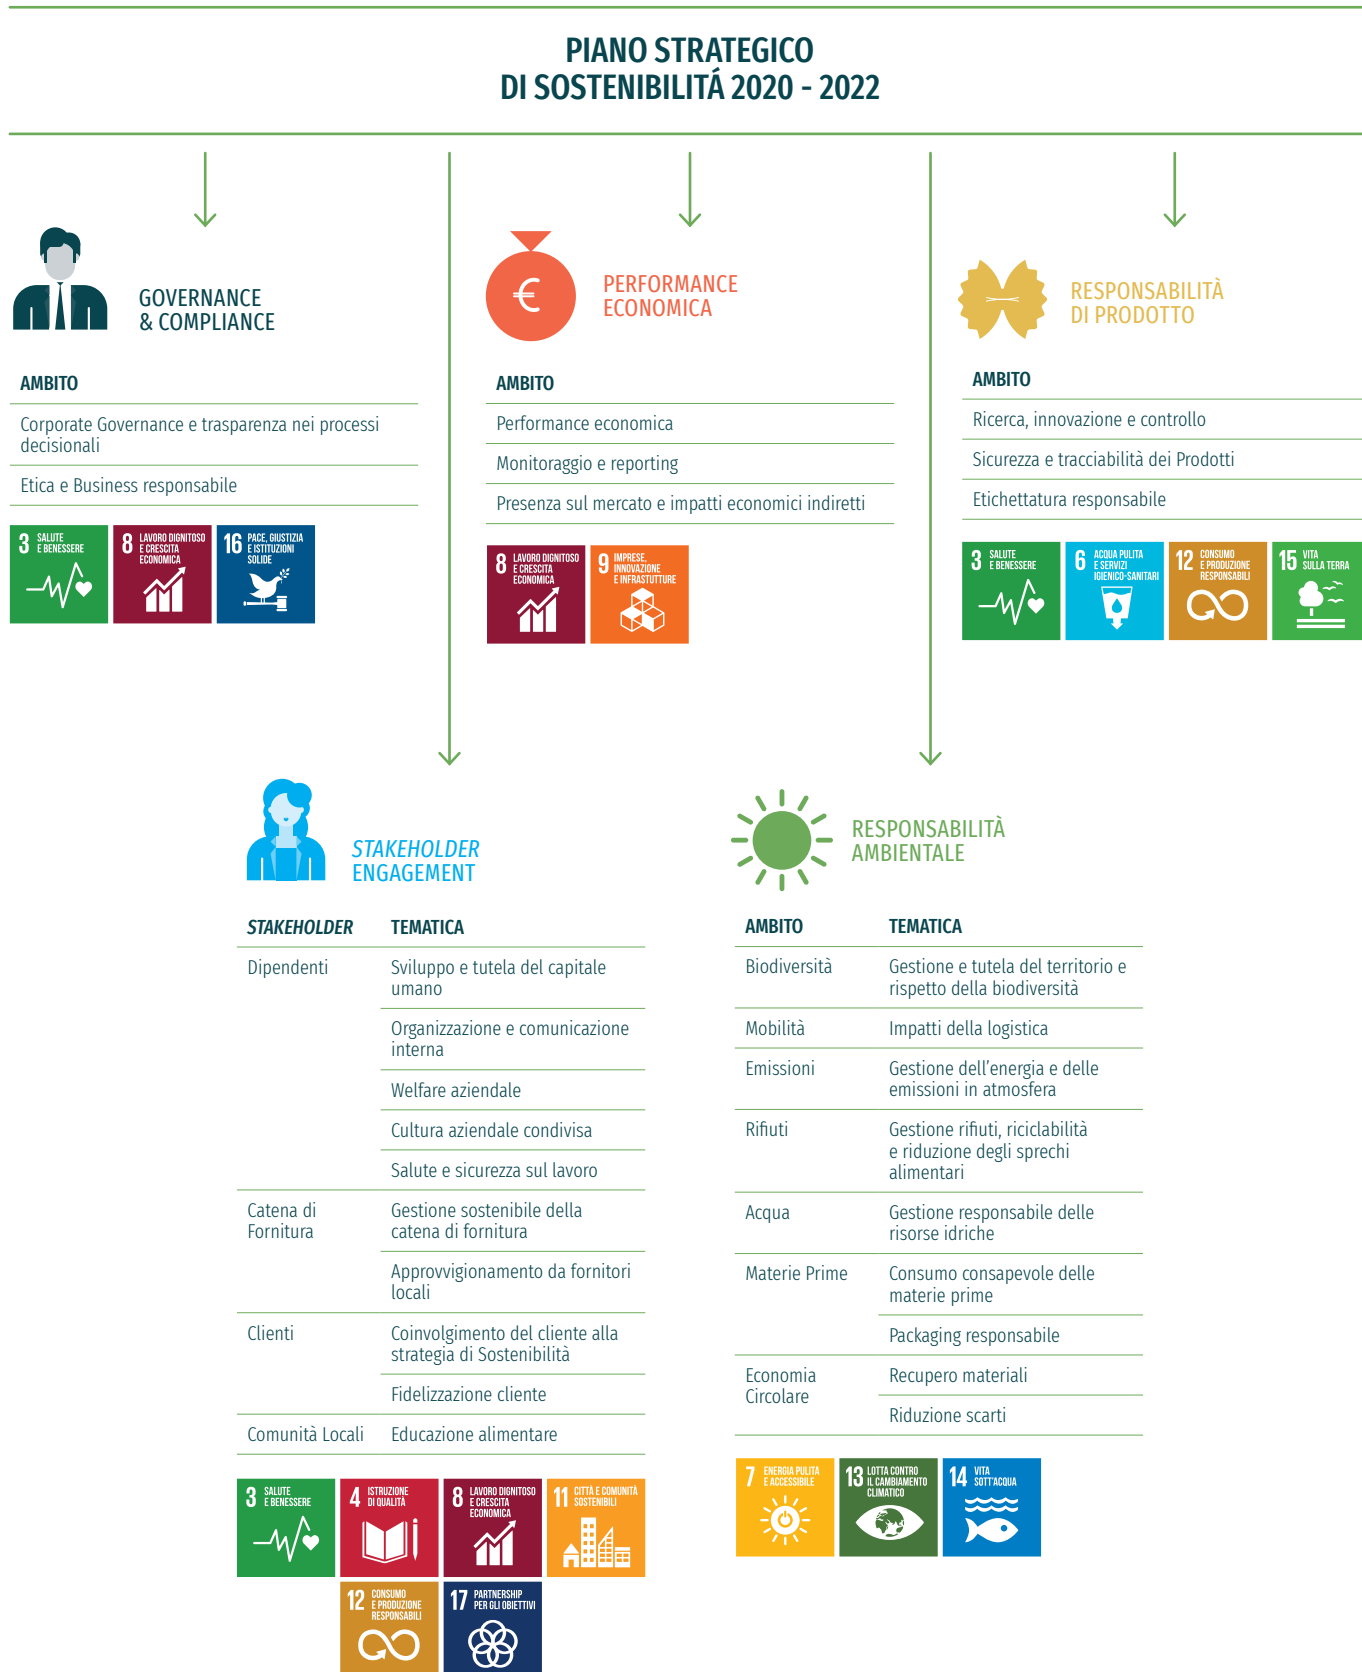 PIANO STRATEGICO
DI SOSTENIBILITÁ 2020 - 2022
GOVERNANCE
& COMPLIANCE
AMBITO
Corporate Governance e trasparenza nei processi
decisionali
Etica e Business responsabile
3 SALUTE
E BENESSERE
8 LAVORO DIGNITOSO
E CRESCITA
ECONOMICA
16 PACE, GIUSTIZIA
E ISTITUZIONI
SOLIDE
€
PERFORMANCE
ECONOMICA
AMBITO
Performance economica
Monitoraggio e reporting
Presenza sul mercato e impatti economici indiretti
8 LAVORO DIGNITOSO
E CRESCITA
ECONOMICA
9 IMPRESE,
INNOVAZIONE
E INFRASTUTTURE
RESPONSABILITÀ
DI PRODOTTO
AMBITO
Ricerca, innovazione e controllo
Sicurezza e tracciabilità dei Prodotti
Etichettatura responsabile
3 SALUTE
E BENESSERE
6 ACQUA PULITA
E SERVIZI
IGIENICO-SANITARI
12 CONSUMO
E PRODUZIONE
RESPONSABILI
15 VITA
SULLA TERRA
STAKEHOLDER
ENGAGEMENT
STAKEHOLDER TEMATICA
Dipendenti Sviluppo e tutela del capitale
umano
Organizzazione e comunicazione
interna
Welfare aziendale
Cultura aziendale condivisa
Salute e sicurezza sul lavoro
Catena di Gestione sostenibile della
Fornitura catena di fornitura
Approvvigionamento da fornitori
locali
Clienti Coinvolgimento del cliente alla
strategia di Sostenibilità
Fidelizzazione cliente
Comunità Locali Educazione alimentare
3 SALUTE
E BENESSERE
4 ISTRUZIONE
DI QUALITÀ
8 LAVORO DIGNITOSO
E CRESCITA
ECONOMICA
11 CITTÀ E COMUNITÀ
SOSTENIBILI
12 CONSUMO
E PRODUZIONE
RESPONSABILI
17 PARTNERSHIP
PER GLI OBIETTIVI
RESPONSABILITÀ
AMBIENTALE
AMBITO TEMATICA
Biodiversità Gestione e tutela del territorio e
rispetto della biodiversità
Mobilità Impatti della logistica
Emissioni Gestione dell'energia e delle
emissioni in atmosfera
Rifiuti Gestione rifiuti, riciclabilità
e riduzione degli sprechi
alimentari
Acqua Gestione responsabile delle
risorse idriche
Materie Prime Consumo consapevole delle
materie prime
Packaging responsabile
Economia Recupero materiali
Circolare
Riduzione scarti
7 ENERGIA PULITA
E ACCESSIBILE
13 LOTTA CONTRO
IL CAMBIAMENTO
CLIMATICO
14 VITA
SOTT'ACQUA